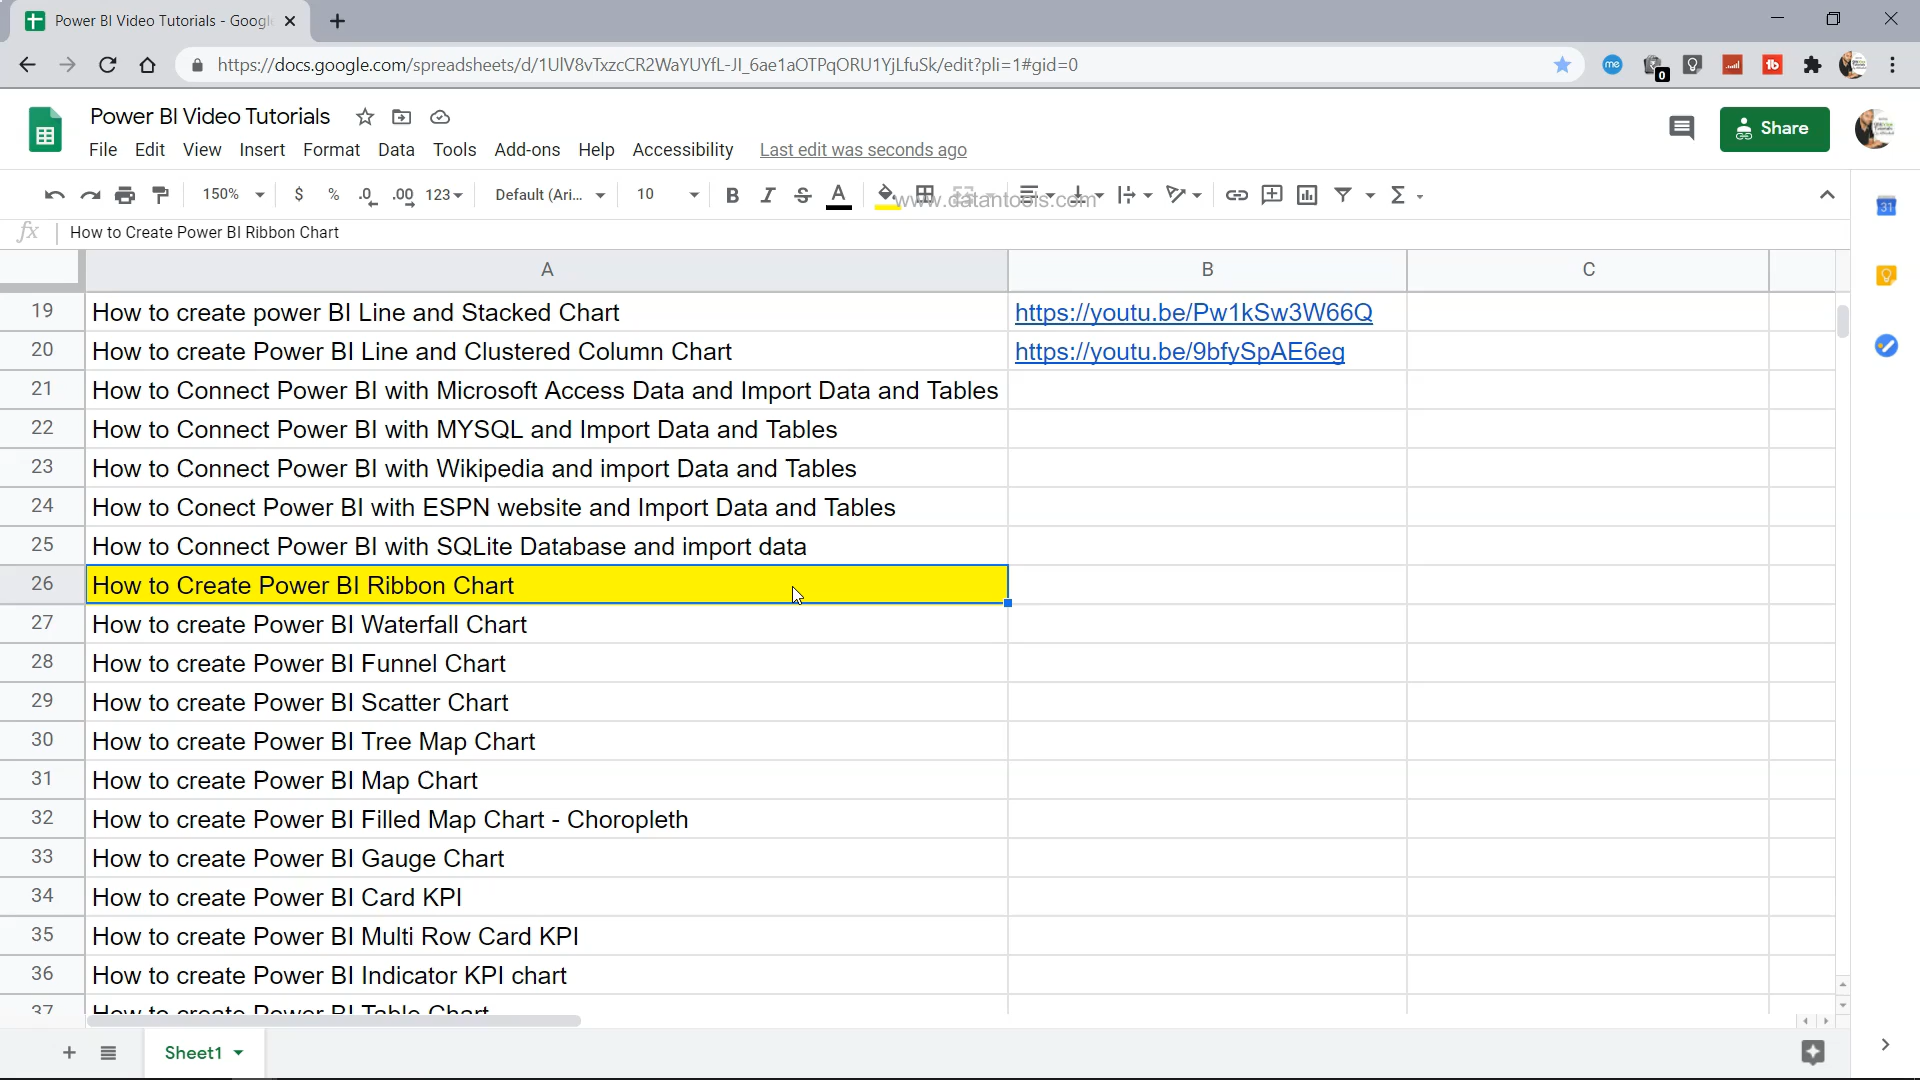 Power BI Video Tutorials - Googl
https://docs.google.com/spreadsheets/d/1UlV8vTxzcCR2WaYUYfL-JI_6ae1aOTPqORU1YjLfuSk/edit?pli=1#gid=0
Power BI Video Tutorials
Share
File Edit View Insert Format Data Tools Add-ons Help Accessibility Last edit was seconds ago
150% $ % .0 .00 123 Default (Ari... 10 B I S A
www.datantools.com
fx How to Create Power BI Ribbon Chart
A B C
19 How to create power BI Line and Stacked Chart https://youtu.be/Pw1kSw3W66Q
20 How to create Power BI Line and Clustered Column Chart https://youtu.be/9bfySpAE6eg
21 How to Connect Power BI with Microsoft Access Data and Import Data and Tables
22 How to Connect Power BI with MYSQL and Import Data and Tables
23 How to Connect Power BI with Wikipedia and import Data and Tables
24 How to Conect Power BI with ESPN website and Import Data and Tables
25 How to Connect Power BI with SQLite Database and import data
26 How to Create Power BI Ribbon Chart
27 How to create Power BI Waterfall Chart
28 How to create Power BI Funnel Chart
29 How to create Power BI Scatter Chart
30 How to create Power BI Tree Map Chart
31 How to create Power BI Map Chart
32 How to create Power BI Filled Map Chart - Choropleth
33 How to create Power BI Gauge Chart
34 How to create Power BI Card KPI
35 How to create Power BI Multi Row Card KPI
36 How to create Power BI Indicator KPI chart
37 How to create Power BI Table Chart
Sheet1